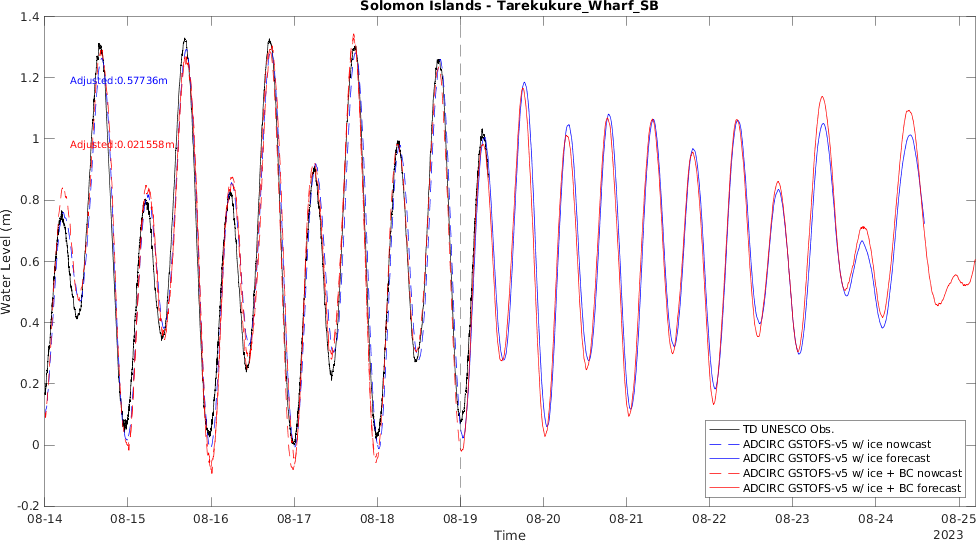 Solomon Islands - Tarekukure_Wharf_SB
1.4
1.2
1
0.8
0.6
0.4
0.2
0
-0.2
Water Level (m)
Adjusted:0.57736m
Adjusted:0.021558m
TD UNESCO Obs.
ADCIRC GSTOFS-v5 w/ ice nowcast
ADCIRC GSTOFS-v5 w/ ice forecast
ADCIRC GSTOFS-v5 w/ ice + BC nowcast
ADCIRC GSTOFS-v5 w/ ice + BC forecast
08-14 08-15 08-16 08-17 08-18 08-19 08-20 08-21 08-22 08-23 08-24 08-25
Time
2023